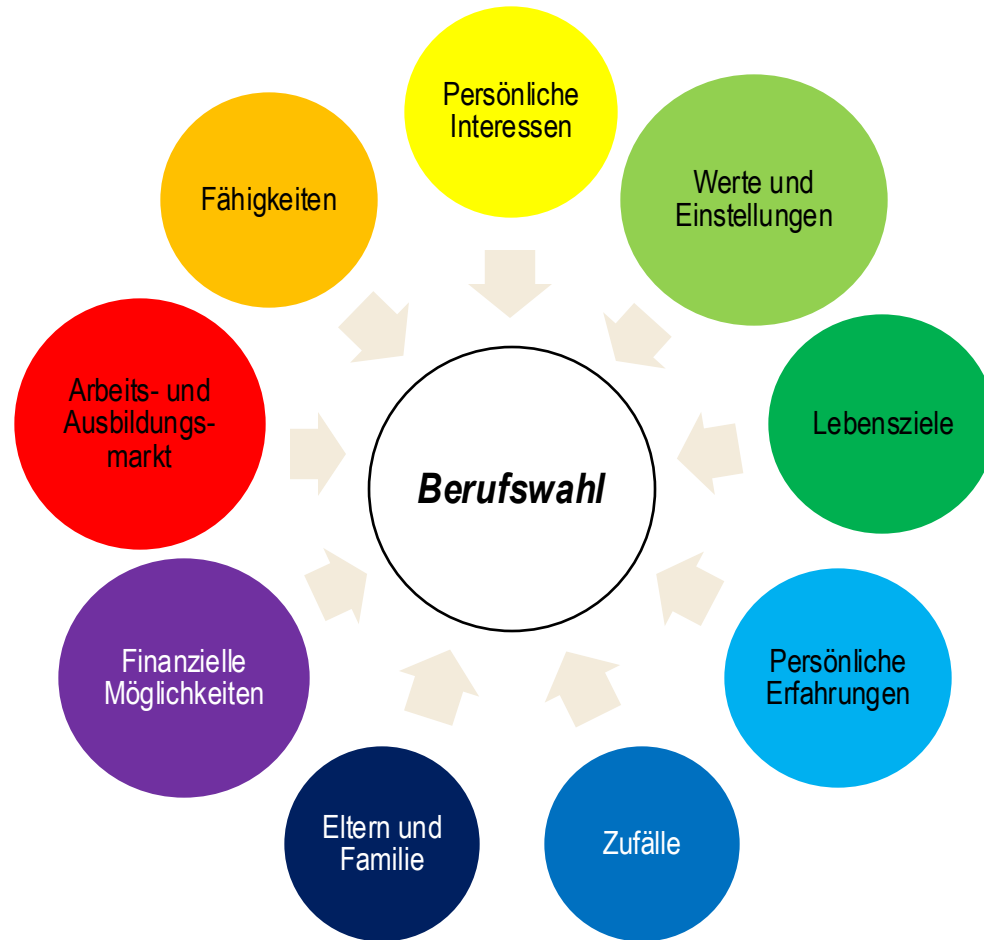 Persönliche
Interessen
Werte und
Einstellungen
Lebensziele
Persönliche
Erfahrungen
Zufälle
Eltern und
Familie
Finanzielle
Möglichkeiten
Arbeits- und
Ausbildungs-
markt
Fähigkeiten
Berufswahl